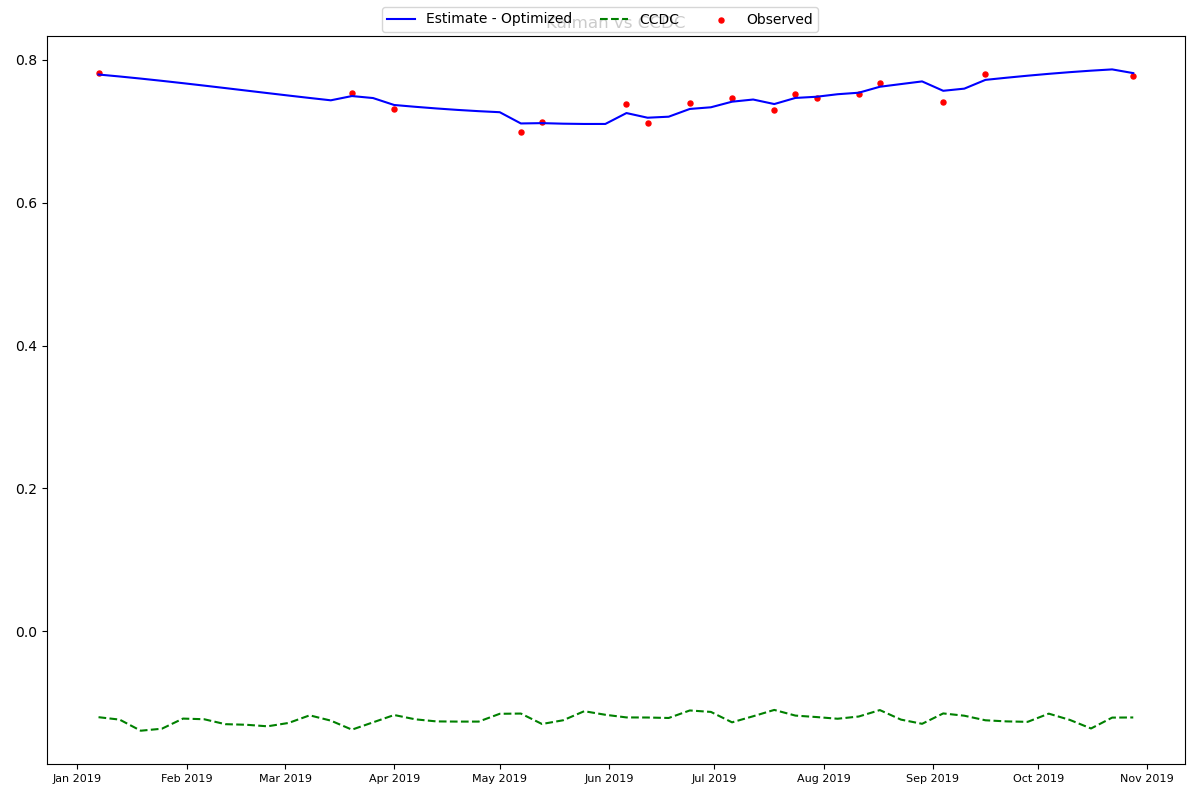 Kalman vs CCDC
Estimate - Optimized CCDC Observed
0.8
0.6
0.4
0.2
0.0
Jan 2019 Feb 2019 Mar 2019 Apr 2019 May 2019 Jun 2019 Jul 2019 Aug 2019 Sep 2019 Oct 2019 Nov 2019